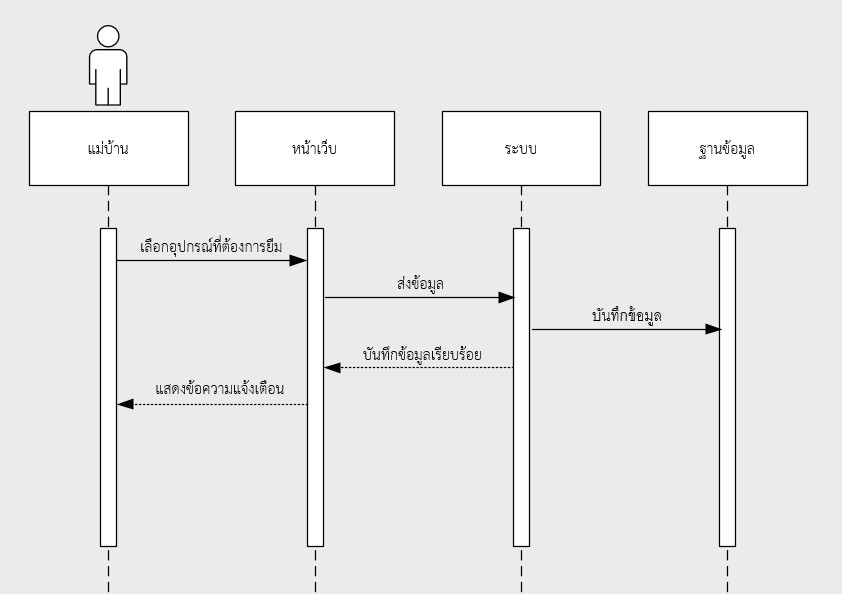 แม่บ้าน
หน้าเว็บ
ระบบ
ฐานข้อมูล
เลือกอุปกรณ์ที่ต้องการยืม
ส่งข้อมูล
บันทึกข้อมูล
บันทึกข้อมูลเรียบร้อย
แสดงข้อความแจ้งเตือน